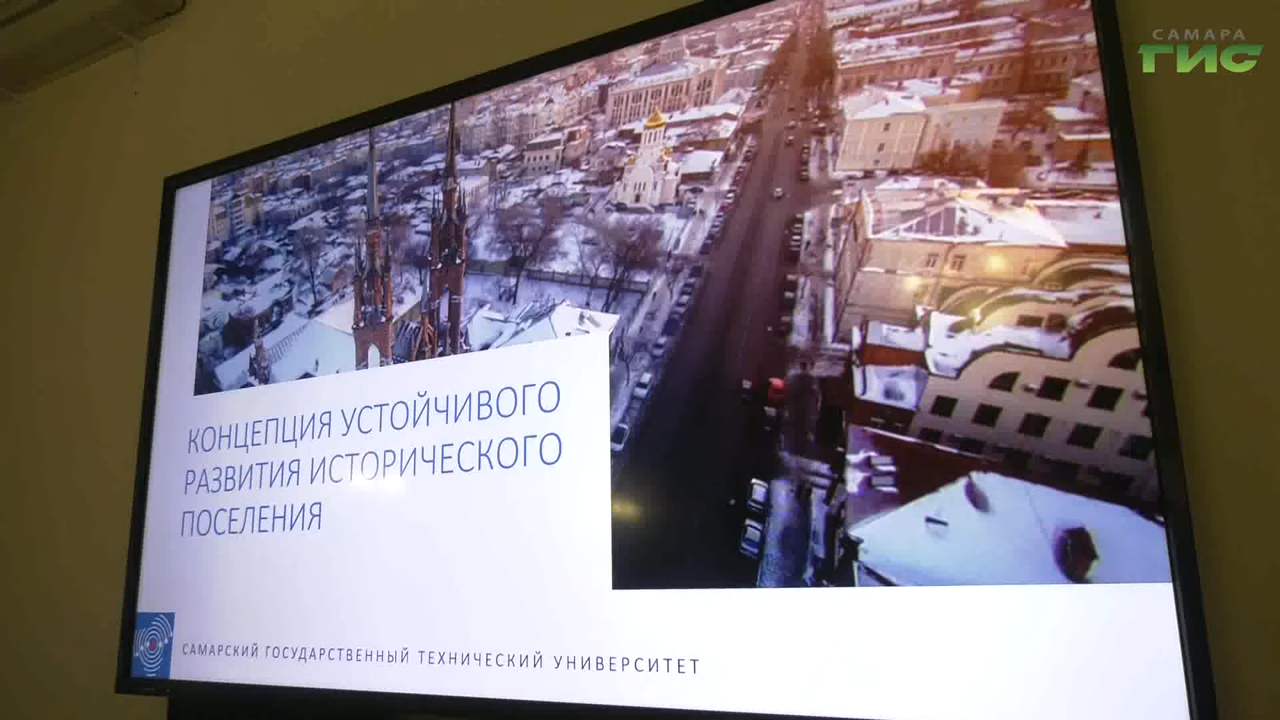 САМАРА
ГИС
КОНЦЕПЦИЯ УСТОЙЧИВОГО
РАЗВИТИЯ ИСТОРИЧЕСКОГО
ПОСЕЛЕНИЯ
САМАРСКИЙ ГОСУДАРСТВЕННЫЙ ТЕХНИЧЕСКИЙ УНИВЕРСИТЕТ